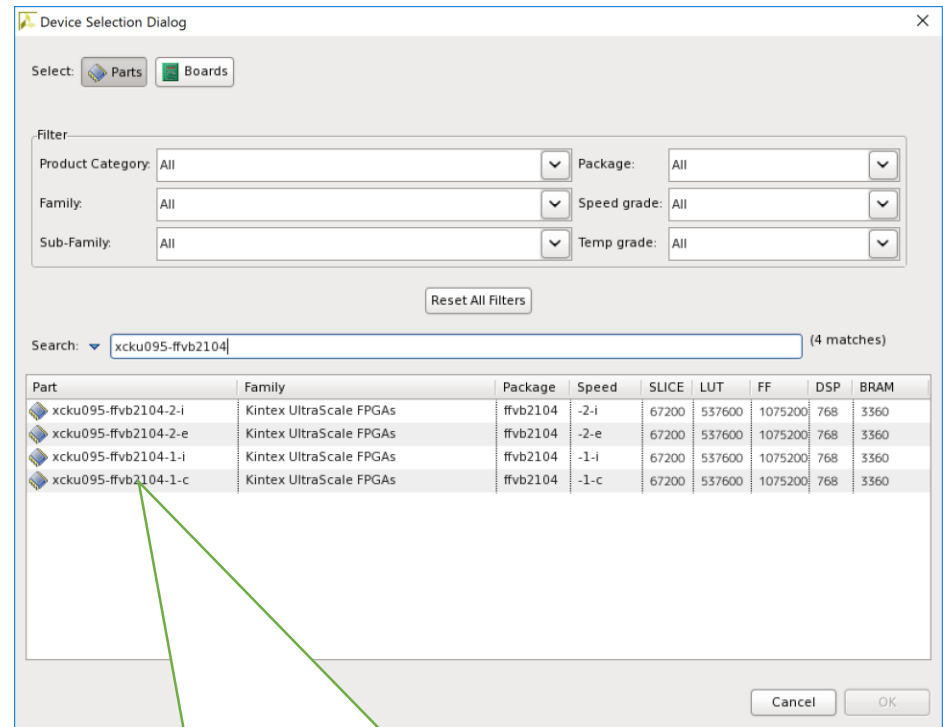 Device Selection Dialog
Select: Parts Boards
Filter
Product Category: All Package: All
Family: All Speed grade: All
Sub-Family: All Temp grade: All
Reset All Filters
Search: xcku095-ffvb2104 (4 matches)
Part Family Package Speed SLICE LUT FF DSP BRAM
xcku095-ffvb2104-2-i Kintex UltraScale FPGAs ffvb2104 -2-i 67200 537600 1075200 768 3360
xcku095-ffvb2104-2-e Kintex UltraScale FPGAs ffvb2104 -2-e 67200 537600 1075200 768 3360
xcku095-ffvb2104-1-i Kintex UltraScale FPGAs ffvb2104 -1-i 67200 537600 1075200 768 3360
xcku095-ffvb2104-1-c Kintex UltraScale FPGAs ffvb2104 -1-c 67200 537600 1075200 768 3360
Cancel OK